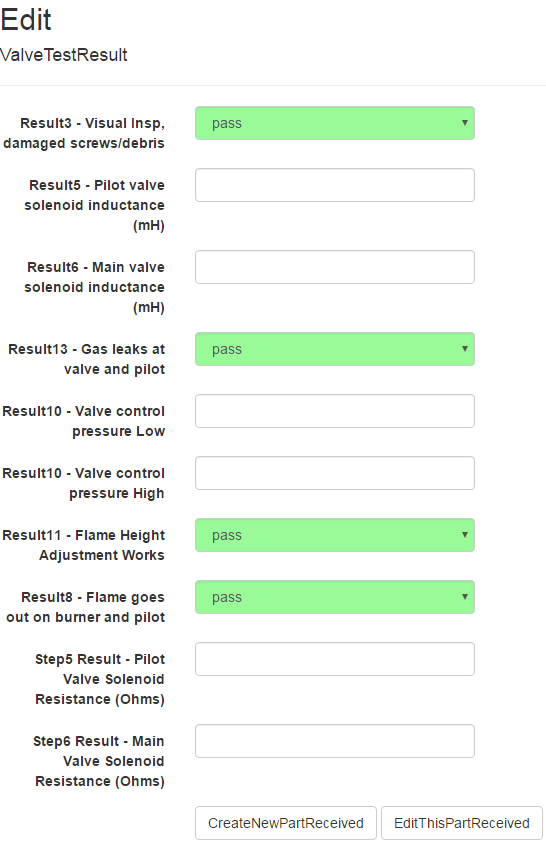 Edit
ValveTestResult
Result3 - Visual Insp,
damaged screws/debris
pass
Result5 - Pilot valve
solenoid inductance
(mH)
Result6 - Main valve
solenoid inductance
(mH)
Result13 - Gas leaks at
valve and pilot
pass
Result10 - Valve control
pressure Low
Result10 - Valve control
pressure High
Result11 - Flame Height
Adjustment Works
pass
Result8 - Flame goes
out on burner and pilot
pass
Step5 Result - Pilot
Valve Solenoid
Resistance (Ohms)
Step6 Result - Main
Valve Solenoid
Resistance (Ohms)
CreateNewPartReceived EditThisPartReceived